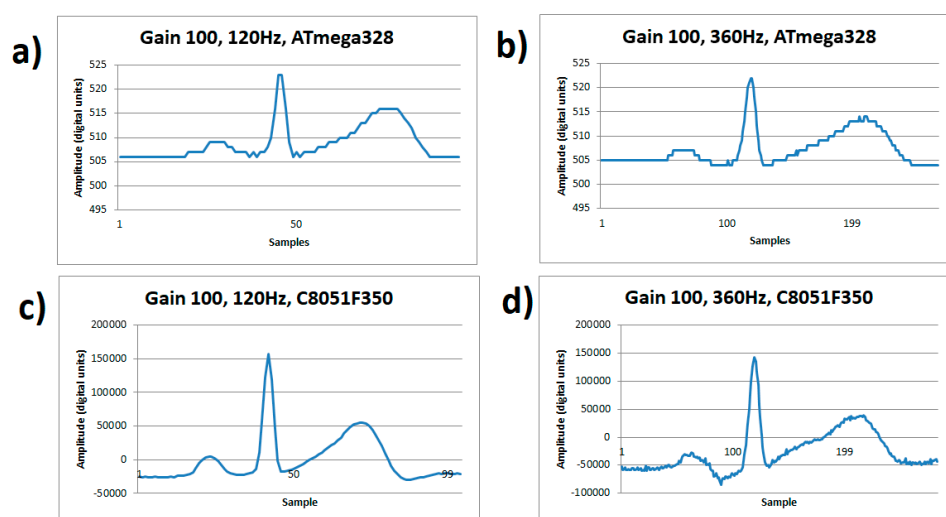 a)
Gain 100, 120Hz, ATmega328
Amplitude (digital units)
525
520
515
510
505
500
495
1
50
Samples
b)
Gain 100, 360Hz, ATmega328
Amplitude (digital units)
525
520
515
510
505
500
495
1
100
199
Samples
c)
Gain 100, 120Hz, C8051F350
Amplitude (digital units)
200000
150000
100000
50000
0
-50000
1
50
99
Sample
d)
Gain 100, 360Hz, C8051F350
Amplitude (digital units)
200000
150000
100000
50000
0
-50000
-100000
1
100
199
Sample